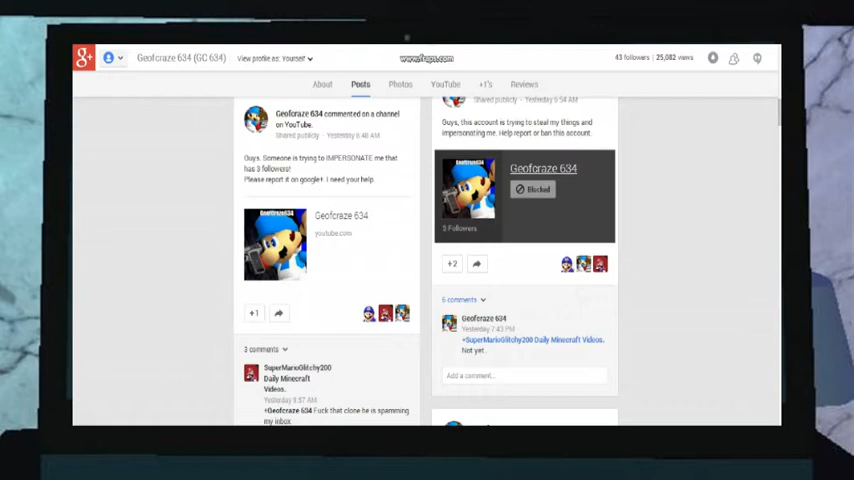 g+
Geofcraze 634 (GC 634)
View profile as: Yourself
www.fraps.com
43 followers | 25,082 views
About
Posts
Photos
YouTube
+1's
Reviews
Geofcraze 634 commented on a channel
on YouTube.
Shared publicly - Yesterday 6:48 AM
Guys. Someone is trying to IMPERSONATE me that
has 3 followers!
Please report it on google+. I need your help.
GEOFCRAZE634
Geofcraze 634
youtube.com
+1
3 comments
SuperMarioGlitchy200
Daily Minecraft
Videos.
Yesterday 9:57 AM
+Geofcraze 634 Fuck that clone he is spamming
my inbox
Shared publicly - Yesterday 6:54 AM
Guys, this account is trying to steal my things and
impersonating me. Help report or ban this account.
GEOFCRAZE634
Geofcraze 634
Blocked
3 Followers
+2
6 comments
Geofcraze 634
Yesterday 7:43 PM
+SuperMarioGlitchy200 Daily Minecraft Videos.
Not yet.
Add a comment...